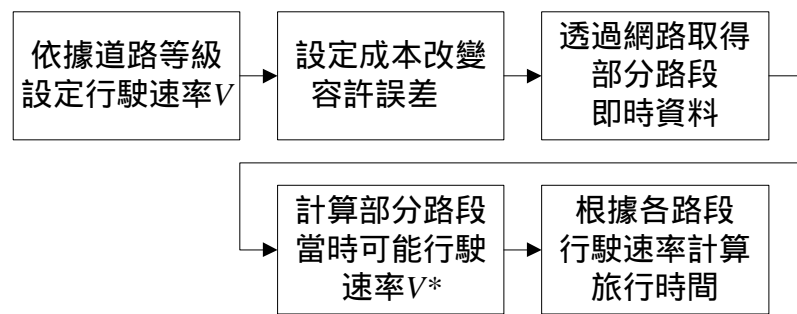 依據道路等級
設定行駛速率V
設定成本改變
容許誤差
透過網路取得
部分路段
即時資料
計算部分路段
當時可能行駛
速率V*
根據各路段
行駛速率計算
旅行時間